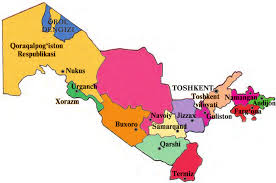 OROL
DENGIZI
Qoraqalpog'iston
Respublikasi
Nukus
Urganch
Xorazm
TOSHKENT
Toshkent
viloyati
Namangan
Andijon
Farg'ona
Guliston
Navoiy
Jizzax
Buxoro
Samarqand
Qarshi
Termiz